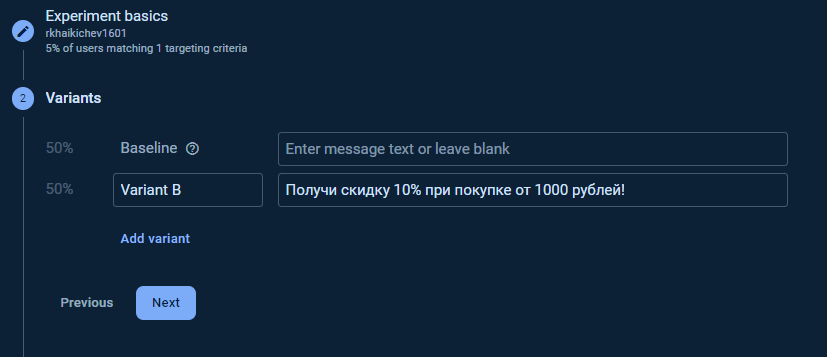 Experiment basics
rkhaikichev1601
5% of users matching 1 targeting criteria
2 Variants
50% Baseline ? Enter message text or leave blank
50% Variant B Получи скидку 10% при покупке от 1000 рублей!
Add variant
Previous Next